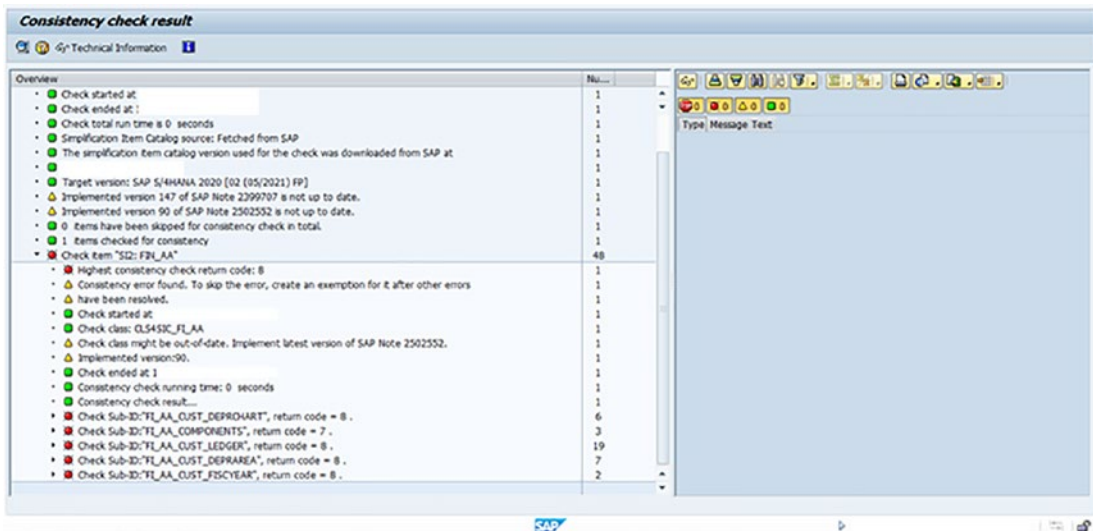 Consistency check result
Technical Information
Overview Nu...
Check started at 1
Check ended at : 1
Check total run time is 0 seconds 1
Simplification Item Catalog source: Fetched from SAP 1
The simplification item catalog version used for the check was downloaded from SAP at 1
1
Target version: SAP S/4HANA 2020 [02 (05/2021) FP] 1
Implemented version 147 of SAP Note 2399707 is not up to date. 1
Implemented version 90 of SAP Note 2502552 is not up to date. 1
0 items have been skipped for consistency check in total. 1
1 items checked for consistency 1
Check item "SI2: FIN_AA" 48
Highest consistency check return code: 8 1
Consistency error found. To skip the error, create an exemption for it after other errors 1
have been resolved. 1
Check started at 1
Check class: CLS4SIC_FI_AA 1
Check class might be out-of-date. Implement latest version of SAP Note 2502552. 1
Implemented version:90. 1
Check ended at 1 1
Consistency check running time: 0 seconds 1
Consistency check result.... 1
Check Sub-ID:"FI_AA_CUST_DEPRCHART", return code = 8 . 6
Check Sub-ID:"FI_AA_COMPONENTS", return code = 7 . 3
Check Sub-ID:"FI_AA_CUST_LEDGER", return code = 8 . 19
Check Sub-ID:"FI_AA_CUST_DEPRAREA", return code = 8 . 7
Check Sub-ID:"FI_AA_CUST_FISCYEAR", return code = 8 . 2
0 0 0 0
Type Message Text
SAP